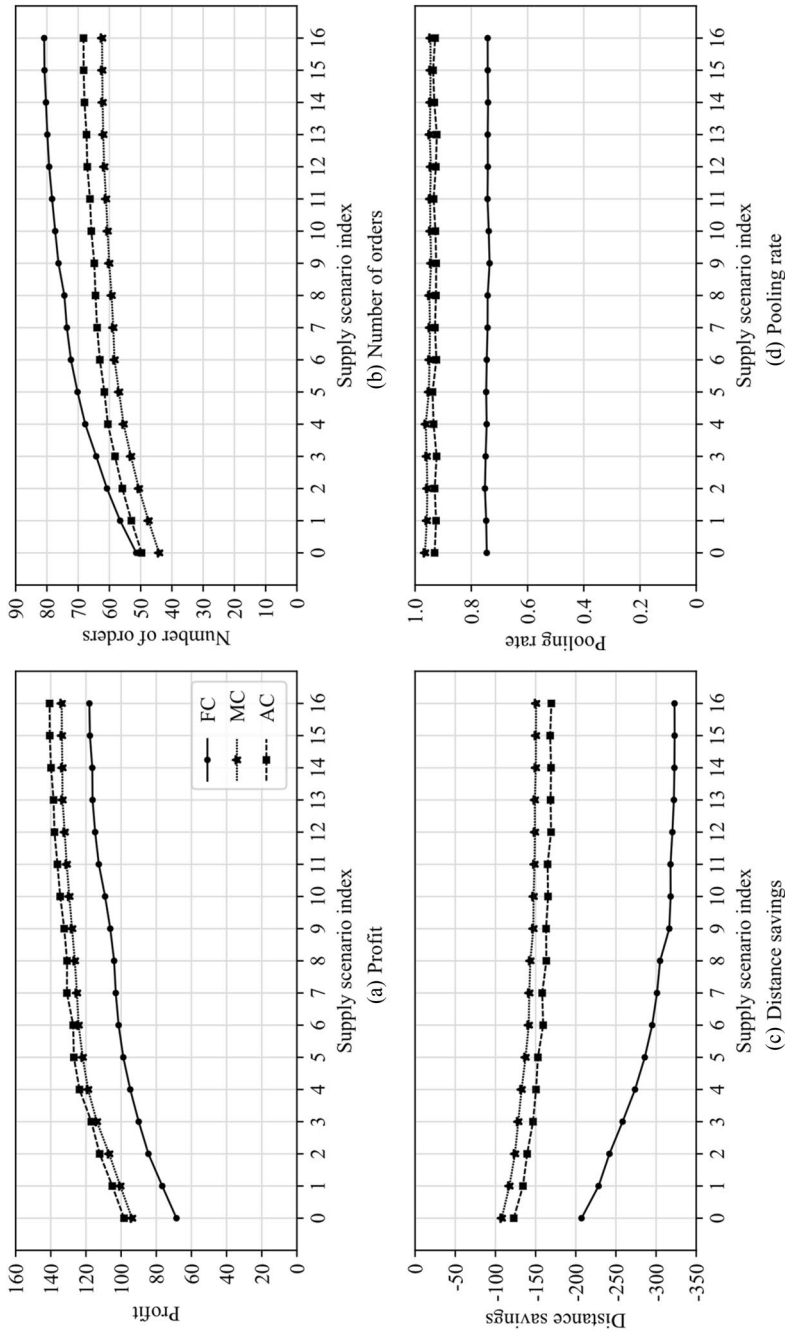 160
140
120
100
80
60
40
20
0
Profit
0 1 2 3 4 5 6 7 8 9 10 11 12 13 14 15 16
Supply scenario index
(a) Profit
FC
MC
AC
90
80
70
60
50
40
30
20
10
0
Number of orders
0 1 2 3 4 5 6 7 8 9 10 11 12 13 14 15 16
Supply scenario index
(b) Number of orders
0
-50
-100
-150
-200
-250
-300
-350
Distance savings
0 1 2 3 4 5 6 7 8 9 10 11 12 13 14 15 16
Supply scenario index
(c) Distance savings
1.0
0.8
0.6
0.4
0.2
0
Pooling rate
0 1 2 3 4 5 6 7 8 9 10 11 12 13 14 15 16
Supply scenario index
(d) Pooling rate